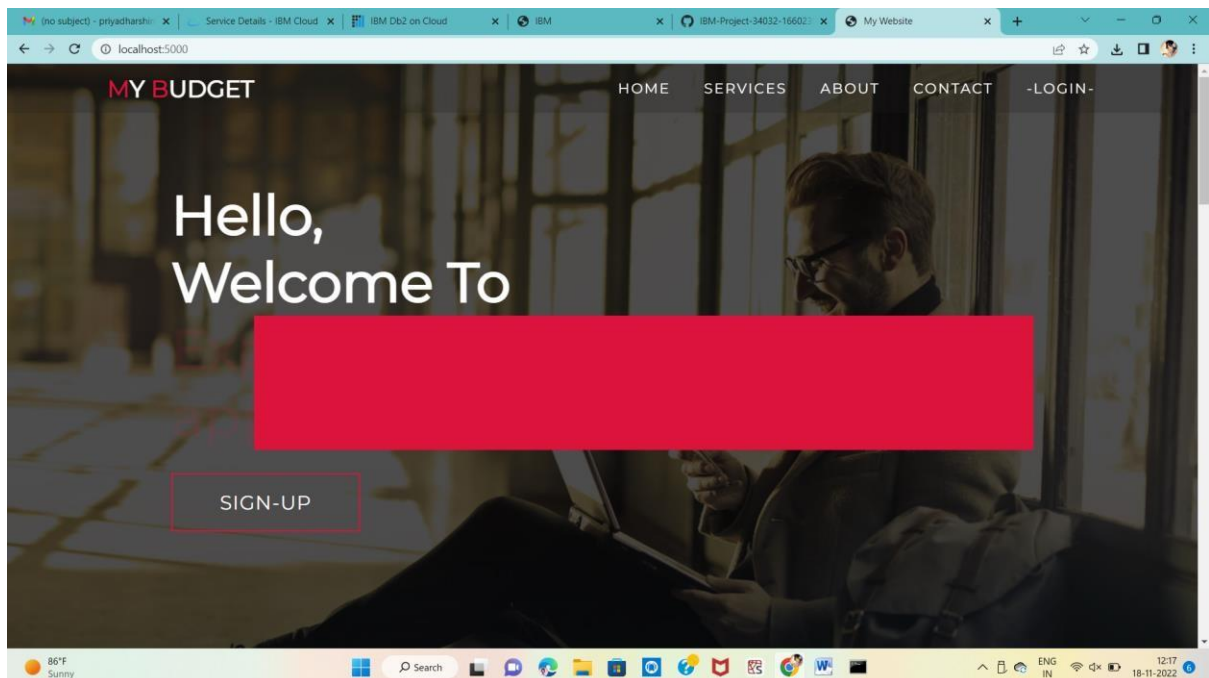 (no subject) - priyadharshin
Service Details - IBM Cloud
IBM Db2 on Cloud
IBM
IBM-Project-34032-166023
My Website
localhost:5000
MY BUDGET
HOME
SERVICES
ABOUT
CONTACT
-LOGIN-
Hello,
Welcome To
SIGN-UP
86°F
Sunny
Search
ENG
IN
12:17
18-11-2022
6